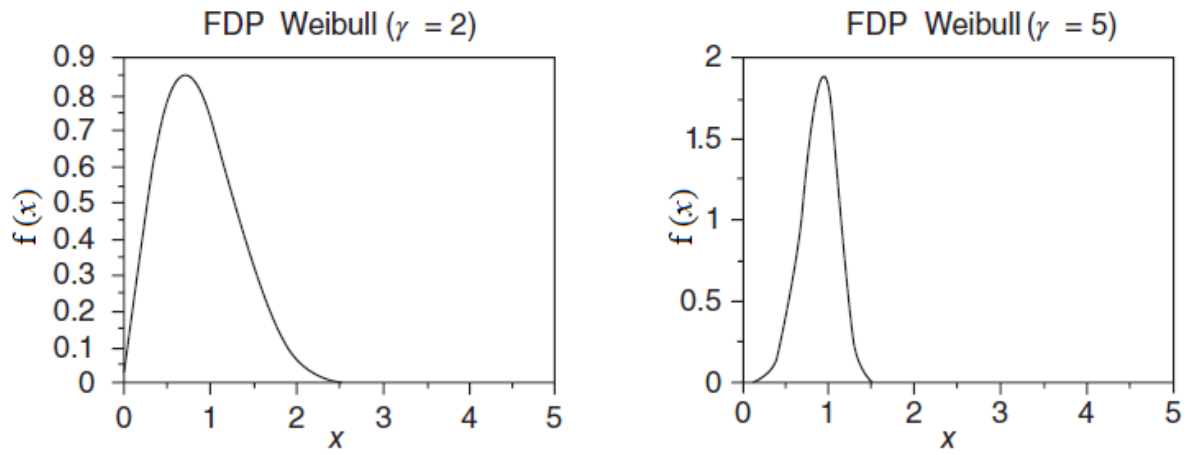 FDP Weibull (γ = 2)
0.9
0.8
0.7
0.6
0.5
0.4
0.3
0.2
0.1
0
f (x)
0 1 2 3 4 5
x
FDP Weibull (γ = 5)
2
1.5
1
0.5
0
f (x)
0 1 2 3 4 5
x